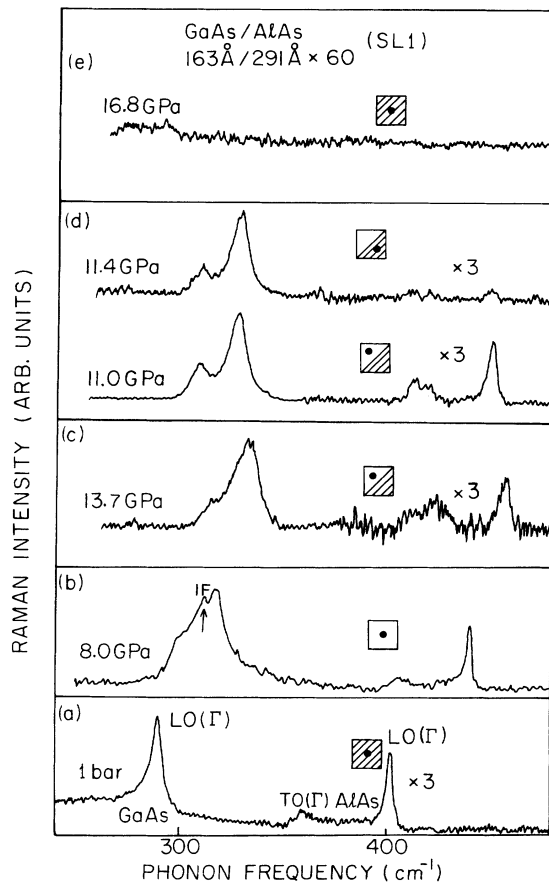 GaAs/AlAs
(SL1)
163Å/291Å × 60
(e)
16.8 GPa
(d)
11.4 GPa
×3
11.0 GPa
×3
(c)
13.7 GPa
×3
(b)
IF
8.0 GPa
(a)
LO(Γ)
LO(Γ)
1 bar
×3
TO(Γ) AlAs
GaAs
300
400
PHONON FREQUENCY (cm⁻¹)
RAMAN INTENSITY (ARB. UNITS)